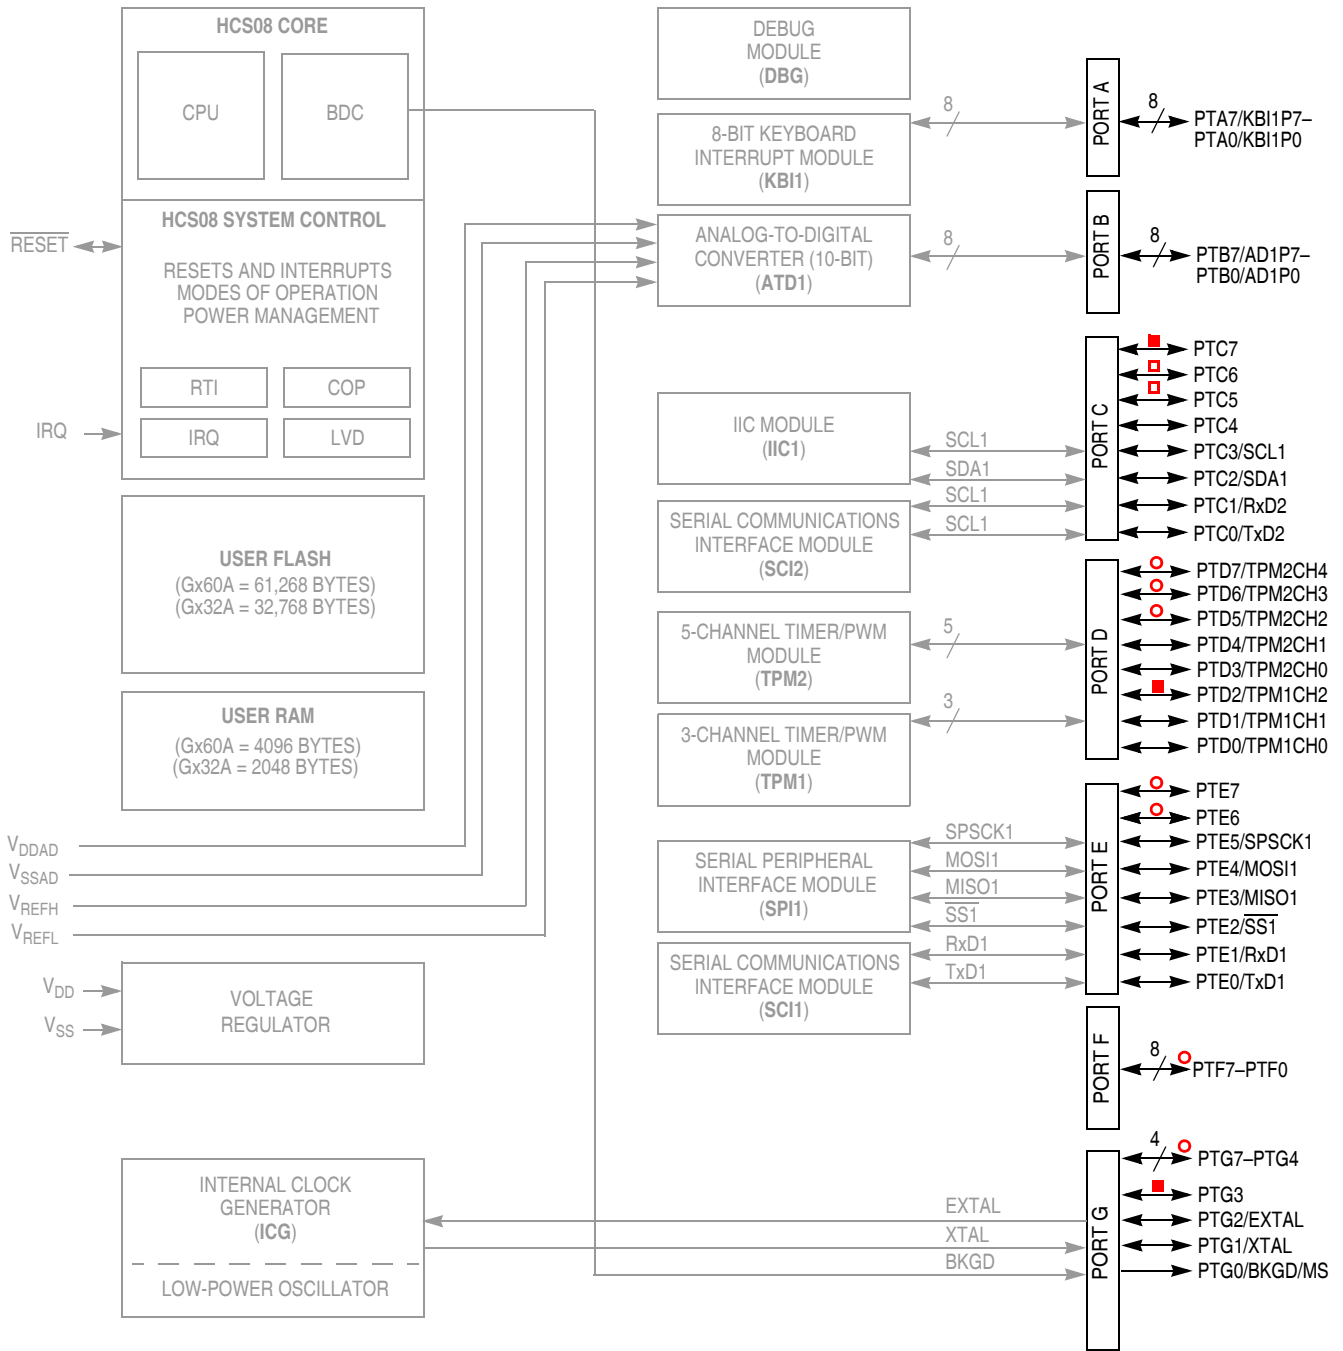 HCS08 CORE
CPU
BDC
HCS08 SYSTEM CONTROL
RESET
RESETS AND INTERRUPTS
MODES OF OPERATION
POWER MANAGEMENT
RTI
COP
IRQ
IRQ
LVD
USER FLASH
(Gx60A = 61,268 BYTES)
(Gx32A = 32,768 BYTES)
USER RAM
(Gx60A = 4096 BYTES)
(Gx32A = 2048 BYTES)
VDDAD
VSSAD
VREFH
VREFL
VDD
VSS
VOLTAGE
REGULATOR
INTERNAL CLOCK
GENERATOR
(ICG)
LOW-POWER OSCILLATOR
DEBUG
MODULE
(DBG)
8-BIT KEYBOARD
INTERRUPT MODULE
(KBI1)
8
ANALOG-TO-DIGITAL
CONVERTER (10-BIT)
(ATD1)
8
IIC MODULE
(IIC1)
SCL1
SDA1
SERIAL COMMUNICATIONS
INTERFACE MODULE
(SCI2)
SCL1
SCL1
5-CHANNEL TIMER/PWM
MODULE
(TPM2)
5
3-CHANNEL TIMER/PWM
MODULE
(TPM1)
3
SERIAL PERIPHERAL
INTERFACE MODULE
(SPI1)
SPSCK1
MOSI1
MISO1
SS1
SERIAL COMMUNICATIONS
INTERFACE MODULE
(SCI1)
RxD1
TxD1
EXTAL
XTAL
BKGD
PORT A
8
PTA7/KBI1P7–
PTA0/KBI1P0
PORT B
8
PTB7/AD1P7–
PTB0/AD1P0
PORT C
PTC7
PTC6
PTC5
PTC4
PTC3/SCL1
PTC2/SDA1
PTC1/RxD2
PTC0/TxD2
PORT D
PTD7/TPM2CH4
PTD6/TPM2CH3
PTD5/TPM2CH2
PTD4/TPM2CH1
PTD3/TPM2CH0
PTD2/TPM1CH2
PTD1/TPM1CH1
PTD0/TPM1CH0
PORT E
PTE7
PTE6
PTE5/SPSCK1
PTE4/MOSI1
PTE3/MISO1
PTE2/SS1
PTE1/RxD1
PTE0/TxD1
PORT F
8
PTF7–PTF0
PORT G
4
PTG7–PTG4
PTG3
PTG2/EXTAL
PTG1/XTAL
PTG0/BKGD/MS